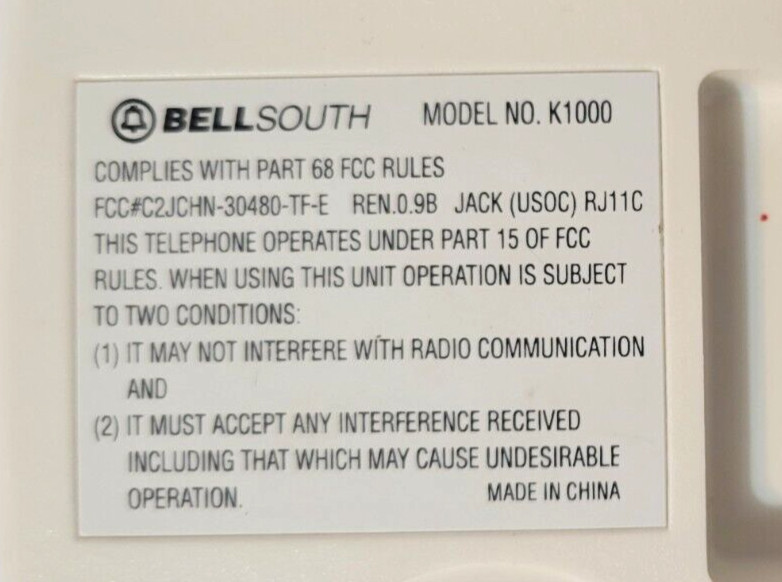 BELLSOUTH MODEL NO. K1000
COMPLIES WITH PART 68 FCC RULES
FCC#C2JCHN-30480-TF-E REN.0.9B JACK (USOC) RJ11C
THIS TELEPHONE OPERATES UNDER PART 15 OF FCC
RULES. WHEN USING THIS UNIT OPERATION IS SUBJECT
TO TWO CONDITIONS:
(1) IT MAY NOT INTERFERE WITH RADIO COMMUNICATION
AND
(2) IT MUST ACCEPT ANY INTERFERENCE RECEIVED
INCLUDING THAT WHICH MAY CAUSE UNDESIRABLE
OPERATION. MADE IN CHINA